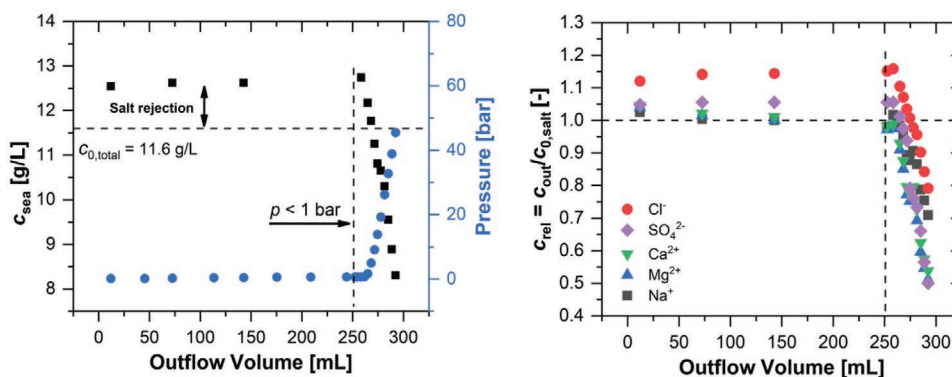 14
13
12
11
10
9
8
c_sea [g/L]
Salt rejection
c_0,total = 11.6 g/L
p < 1 bar
80
60
40
20
0
Pressure [bar]
0 50 100 150 200 250 300
Outflow Volume [mL]
1.4
1.3
1.2
1.1
1.0
0.9
0.8
0.7
0.6
0.5
0.4
c_rel = c_out/c_0,salt [-]
Cl⁻
SO₄²⁻
Ca²⁺
Mg²⁺
Na⁺
0 50 100 150 200 250 300
Outflow Volume [mL]